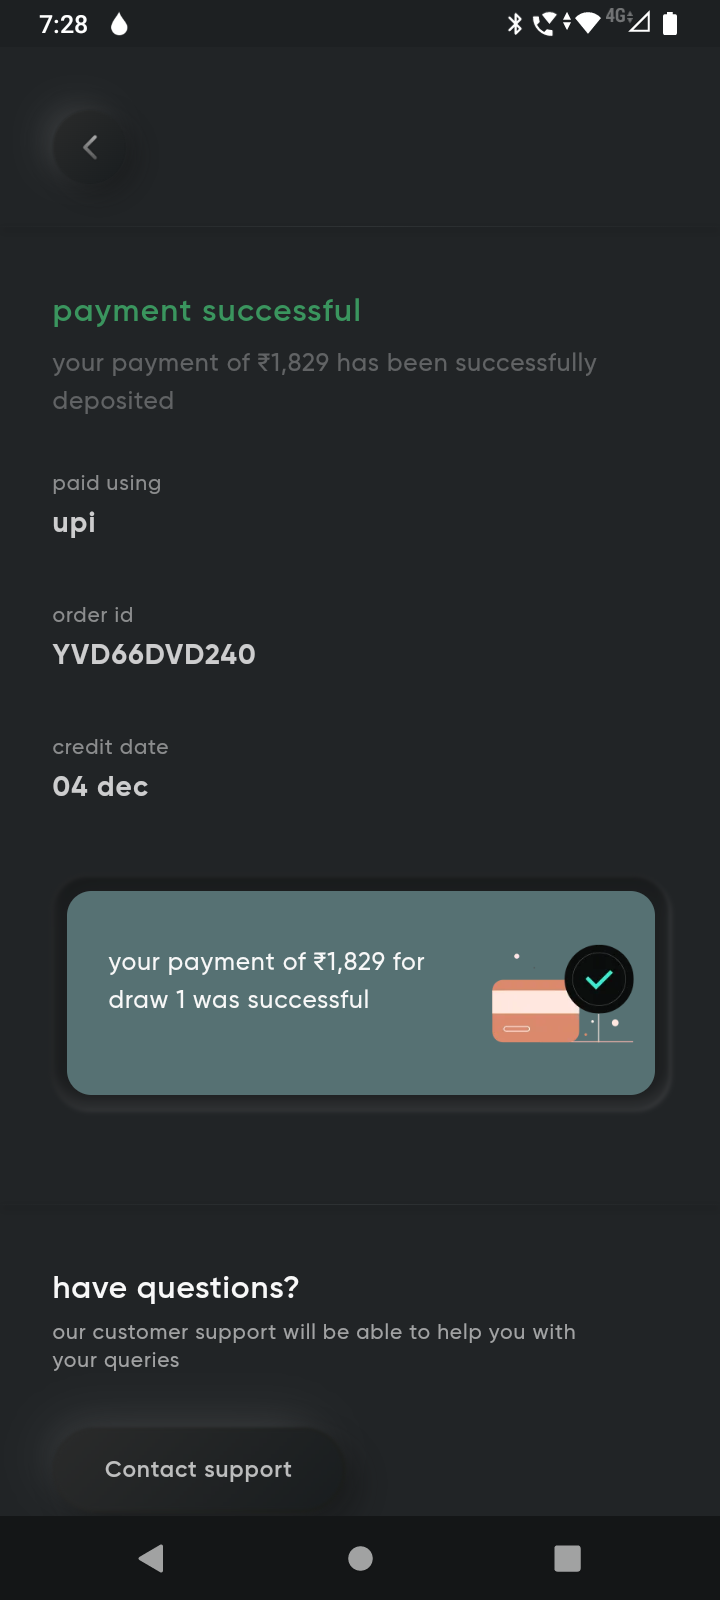 7:28
4G
payment successful
your payment of ₹1,829 has been successfully
deposited
paid using
upi
order id
YVD66DVD240
credit date
04 dec
your payment of ₹1,829 for
draw 1 was successful
have questions?
our customer support will be able to help you with
your queries
Contact support